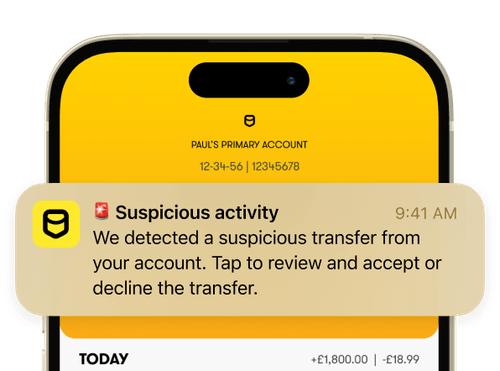 PAUL'S PRIMARY ACCOUNT
12-34-56 | 12345678
🚨 Suspicious activity 9:41 AM
We detected a suspicious transfer from
your account. Tap to review and accept or
decline the transfer.
TODAY +£1,800.00 | -£18.99